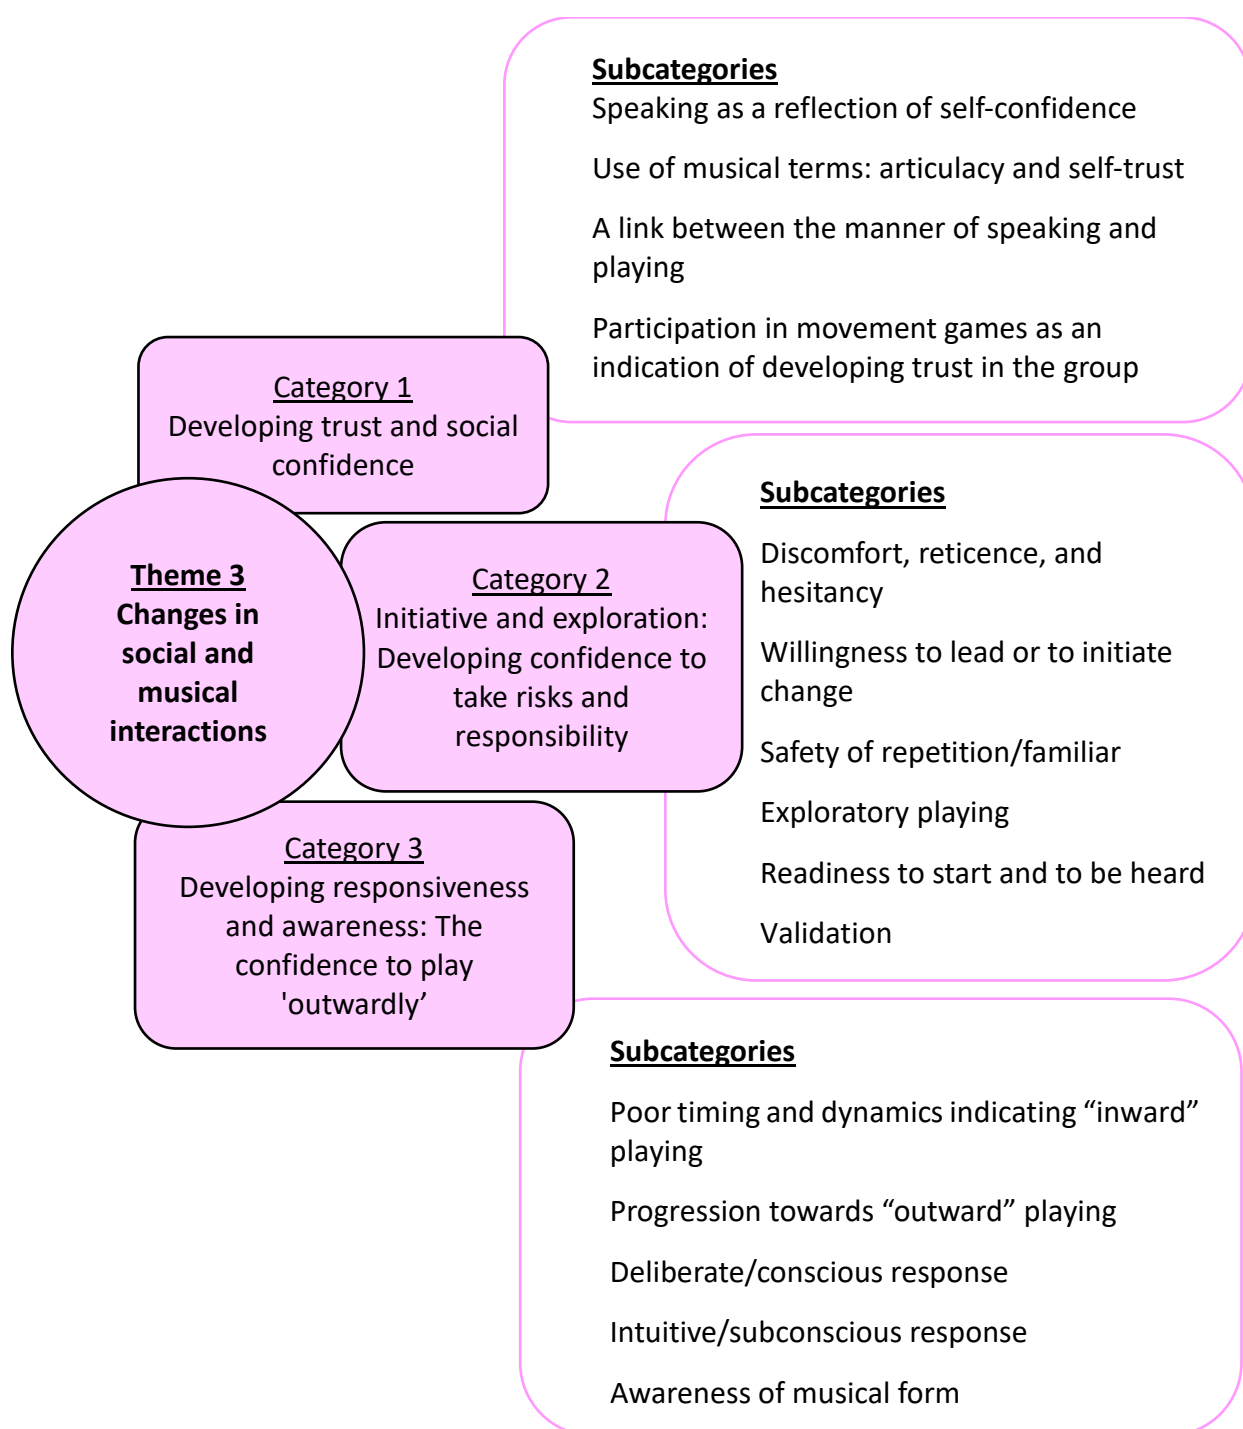 Subcategories
Speaking as a reflection of self-confidence
Use of musical terms: articulacy and self-trust
A link between the manner of speaking and
playing
Participation in movement games as an
indication of developing trust in the group
Category 1
Developing trust and social
confidence
Subcategories
Discomfort, reticence, and
hesitancy
Willingness to lead or to initiate
change
Safety of repetition/familiar
Exploratory playing
Readiness to start and to be heard
Validation
Theme 3
Changes in
social and
musical
interactions
Category 2
Initiative and exploration:
Developing confidence to
take risks and
responsibility
Category 3
Developing responsiveness
and awareness: The
confidence to play
'outwardly’
Subcategories
Poor timing and dynamics indicating “inward”
playing
Progression towards “outward” playing
Deliberate/conscious response
Intuitive/subconscious response
Awareness of musical form